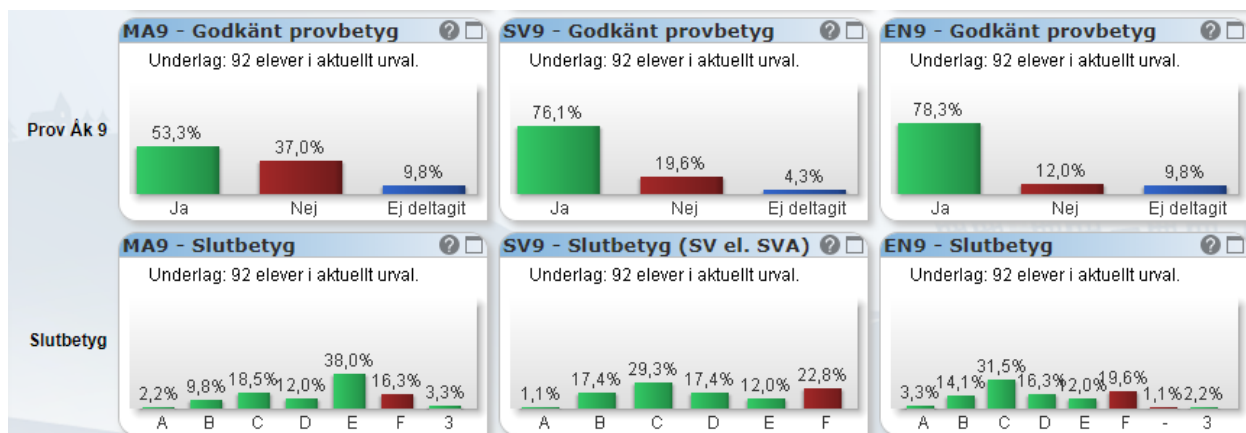 MA9 - Godkänt provbetyg
Underlag: 92 elever i aktuellt urval.
53,3% 37,0% 9,8%
Ja Nej Ej deltagit
SV9 - Godkänt provbetyg
Underlag: 92 elever i aktuellt urval.
76,1% 19,6% 4,3%
Ja Nej Ej deltagit
EN9 - Godkänt provbetyg
Underlag: 92 elever i aktuellt urval.
78,3% 12,0% 9,8%
Ja Nej Ej deltagit
Prov Åk 9
MA9 - Slutbetyg
Underlag: 92 elever i aktuellt urval.
2,2% 9,8% 18,5% 12,0% 38,0% 16,3% 3,3%
A B C D E F 3
SV9 - Slutbetyg (SV el. SVA)
Underlag: 92 elever i aktuellt urval.
1,1% 17,4% 29,3% 17,4% 12,0% 22,8%
A B C D E F
EN9 - Slutbetyg
Underlag: 92 elever i aktuellt urval.
3,3% 14,1% 31,5% 16,3% 12,0% 19,6% 1,1% 2,2%
A B C D E F - 3
Slutbetyg